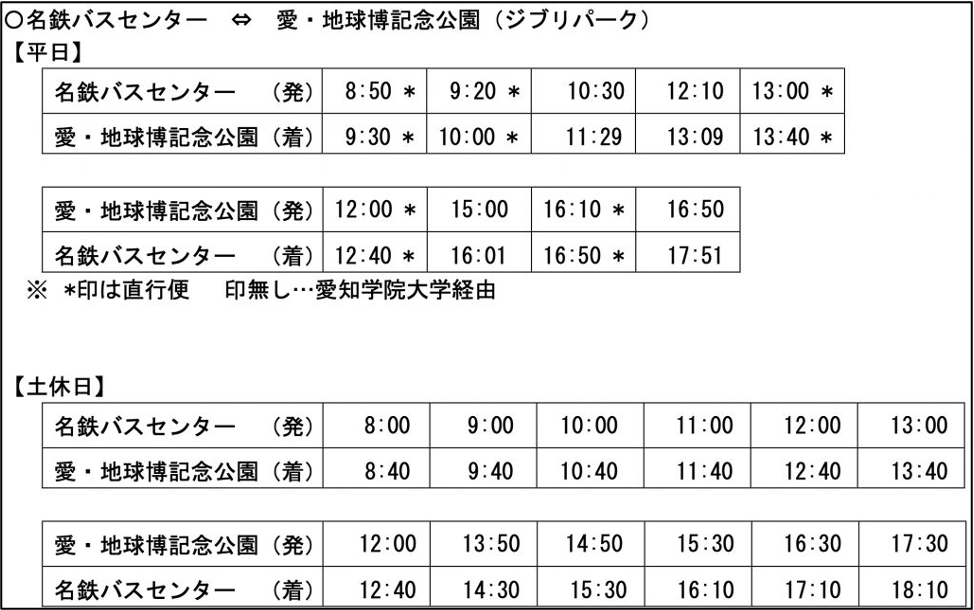 〇名鉄バスセンター ⇔ 愛・地球博記念公園（ジブリパーク）
【平日】
名鉄バスセンター （発） 8:50 * 9:20 * 10:30 12:10 13:00 *
愛・地球博記念公園（着） 9:30 * 10:00 * 11:29 13:09 13:40 *
愛・地球博記念公園（発） 12:00 * 15:00 16:10 * 16:50
名鉄バスセンター （着） 12:40 * 16:01 16:50 * 17:51
※ *印は直行便 印無し…愛知学院大学経由
【土休日】
名鉄バスセンター （発） 8:00 9:00 10:00 11:00 12:00 13:00
愛・地球博記念公園（着） 8:40 9:40 10:40 11:40 12:40 13:40
愛・地球博記念公園（発） 12:00 13:50 14:50 15:30 16:30 17:30
名鉄バスセンター （着） 12:40 14:30 15:30 16:10 17:10 18:10